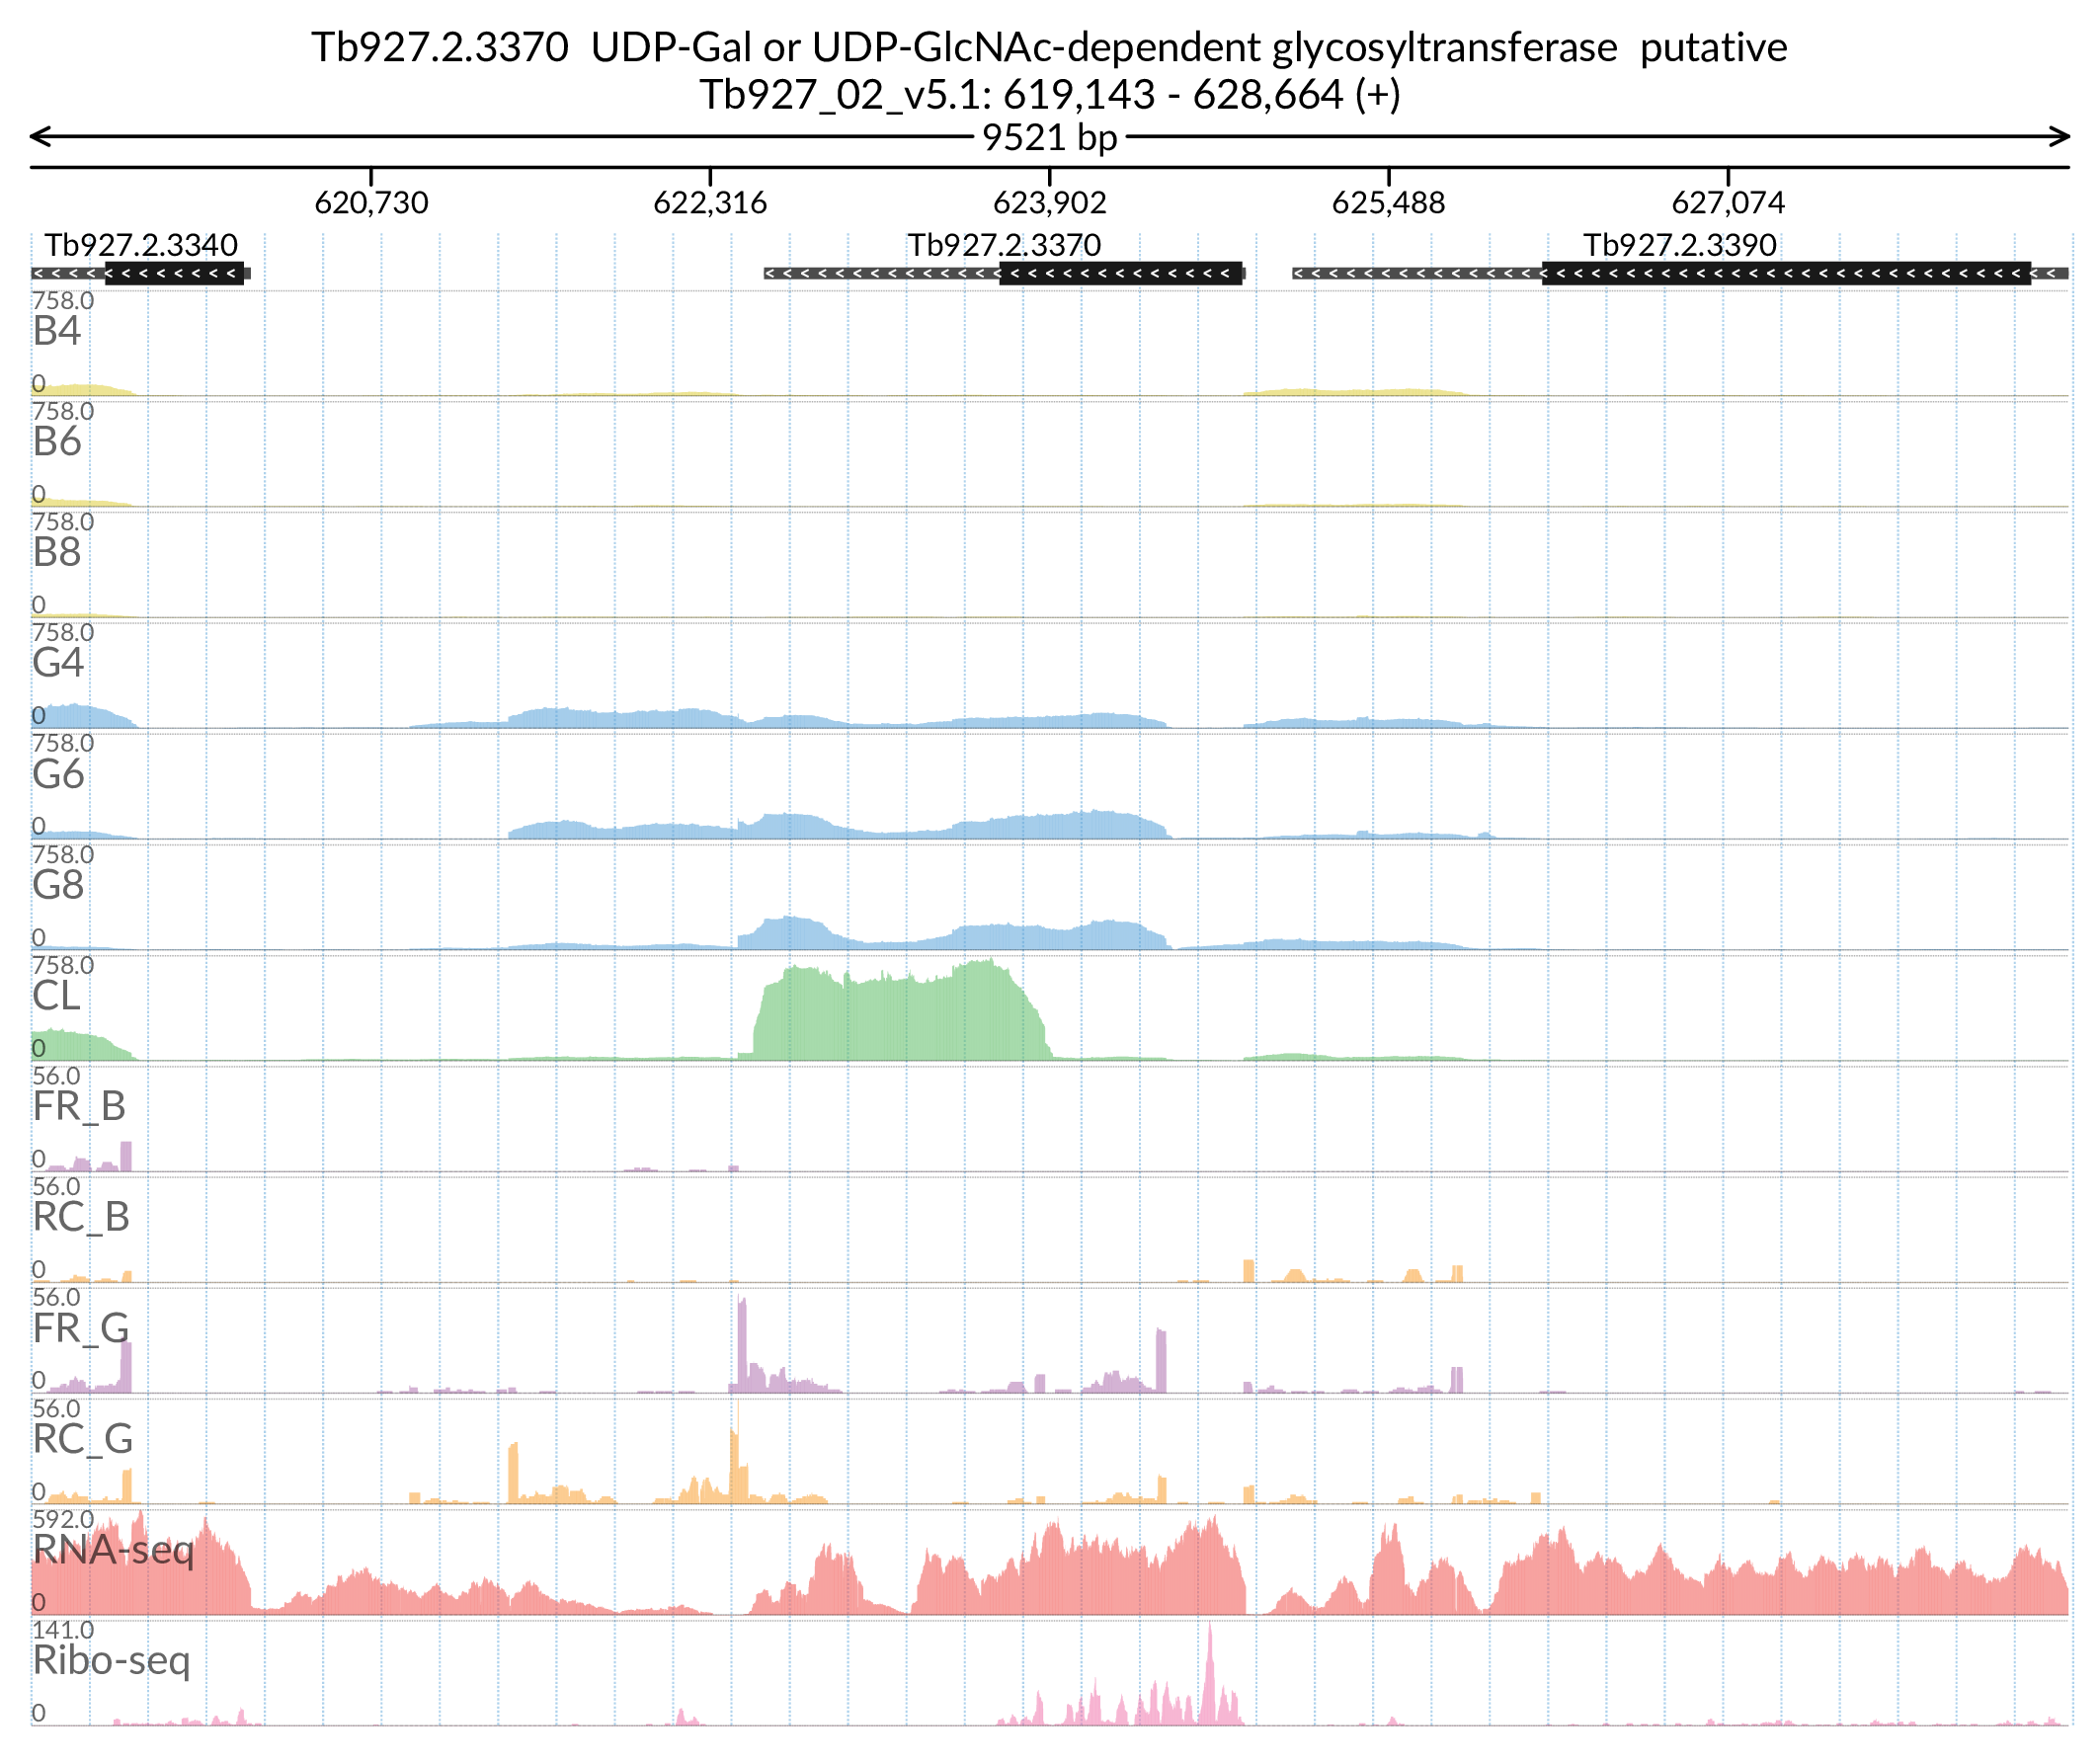 Tb927.2.3370 UDP-Gal or UDP-GlcNAc-dependent glycosyltransferase putative
Tb927_02_v5.1: 619,143 - 628,664 (+)
9521 bp
620,730 622,316 623,902 625,488 627,074
Tb927.2.3340 Tb927.2.3370 Tb927.2.3390
758.0
B4
0
758.0
B6
0
758.0
B8
0
758.0
G4
0
758.0
G6
0
758.0
G8
0
758.0
CL
0
56.0
FR_B
0
56.0
RC_B
0
56.0
FR_G
0
56.0
RC_G
0
592.0
RNA-seq
0
141.0
Ribo-seq
0